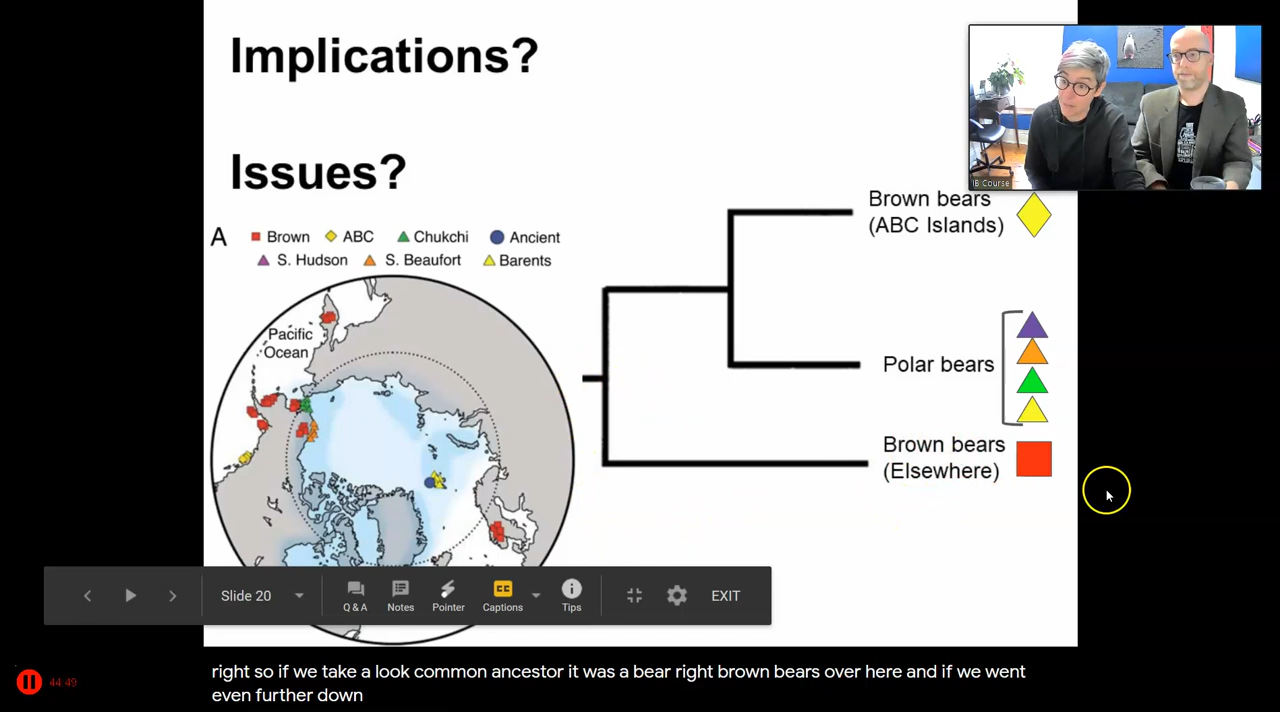 Implications?
Issues?
IB Course
Brown bears
(ABC Islands)
A
Brown ABC Chukchi Ancient
S. Hudson S. Beaufort Barents
Pacific
Ocean
Polar bears
Brown bears
(Elsewhere)
Slide 20
Q & A Notes Pointer CC Captions Tips EXIT
right so if we take a look common ancestor it was a bear right brown bears over here and if we went
even further down
44:49